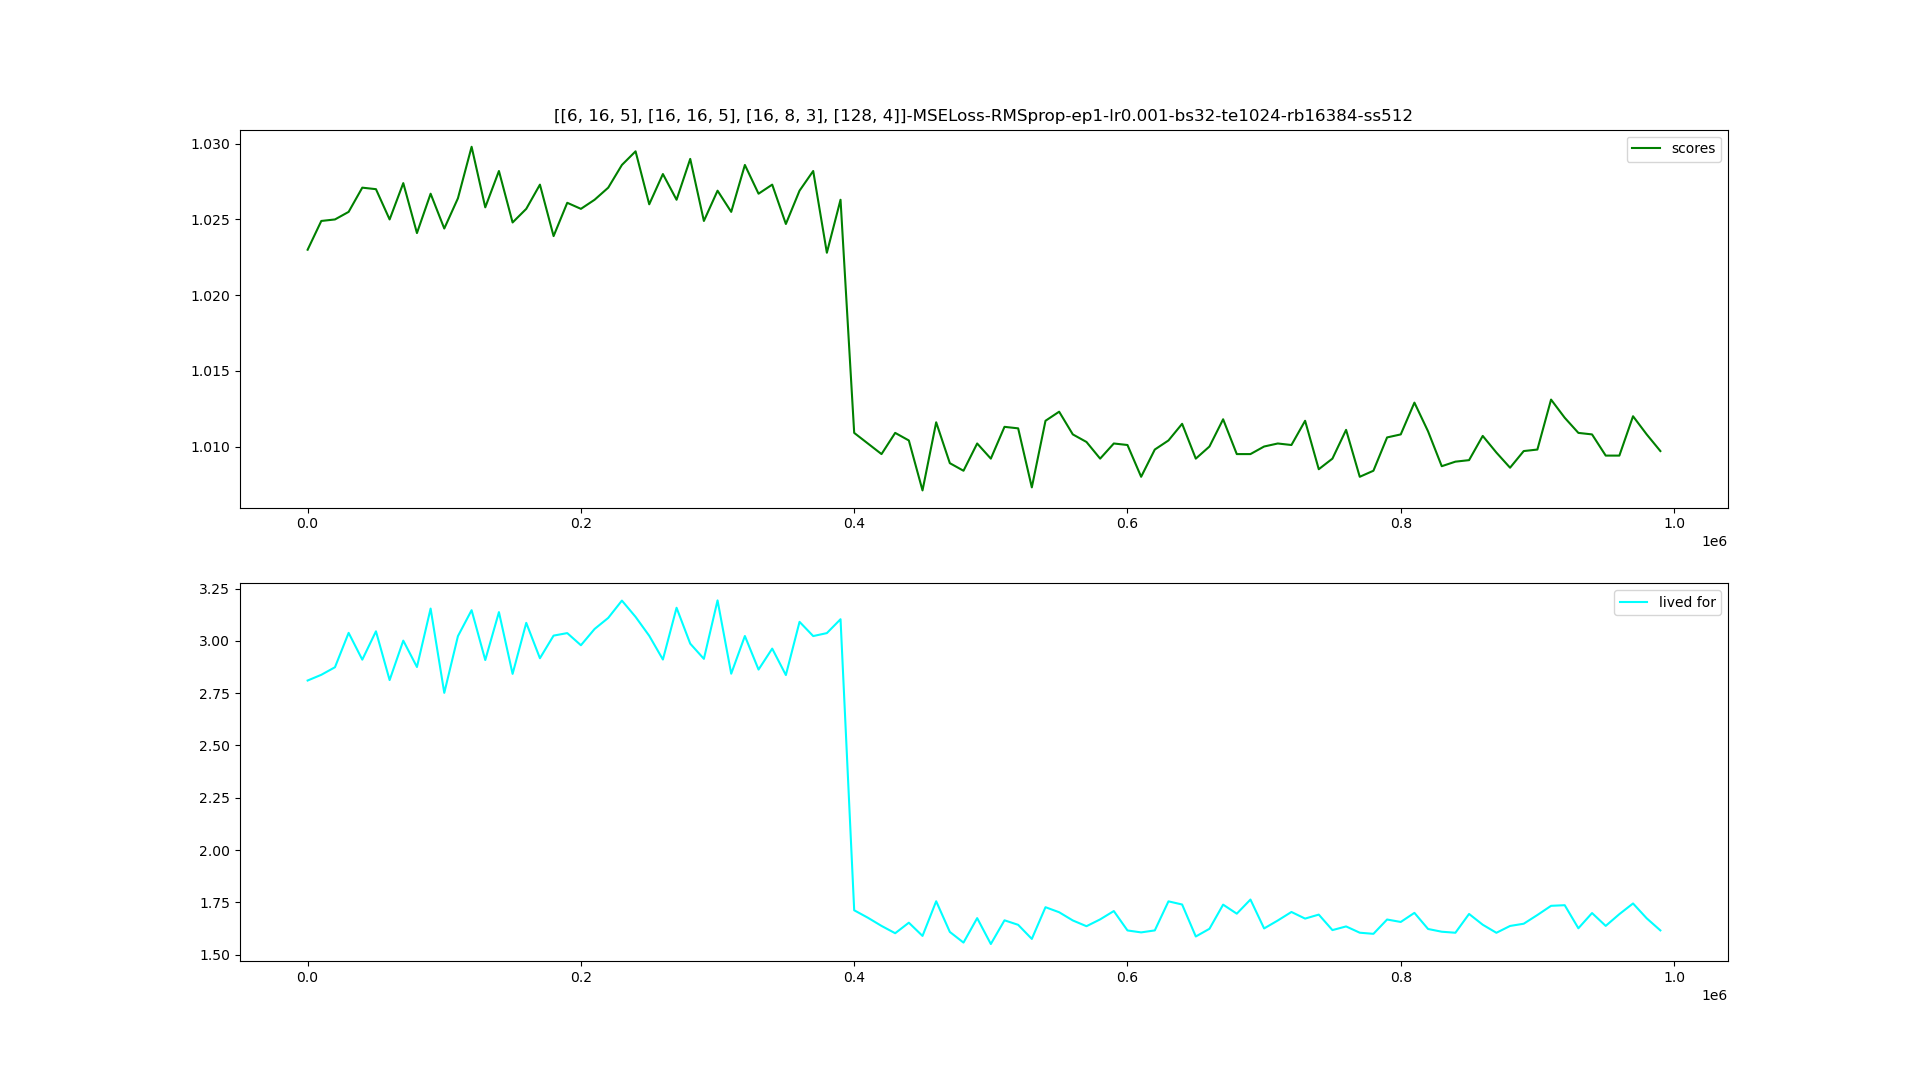 [[6, 16, 5], [16, 16, 5], [16, 8, 3], [128, 4]]-MSELoss-RMSprop-ep1-lr0.001-bs32-te1024-rb16384-ss512
scores
1.030
1.025
1.020
1.015
1.010
0.0 0.2 0.4 0.6 0.8 1.0
1e6
lived for
3.25
3.00
2.75
2.50
2.25
2.00
1.75
1.50
0.0 0.2 0.4 0.6 0.8 1.0
1e6